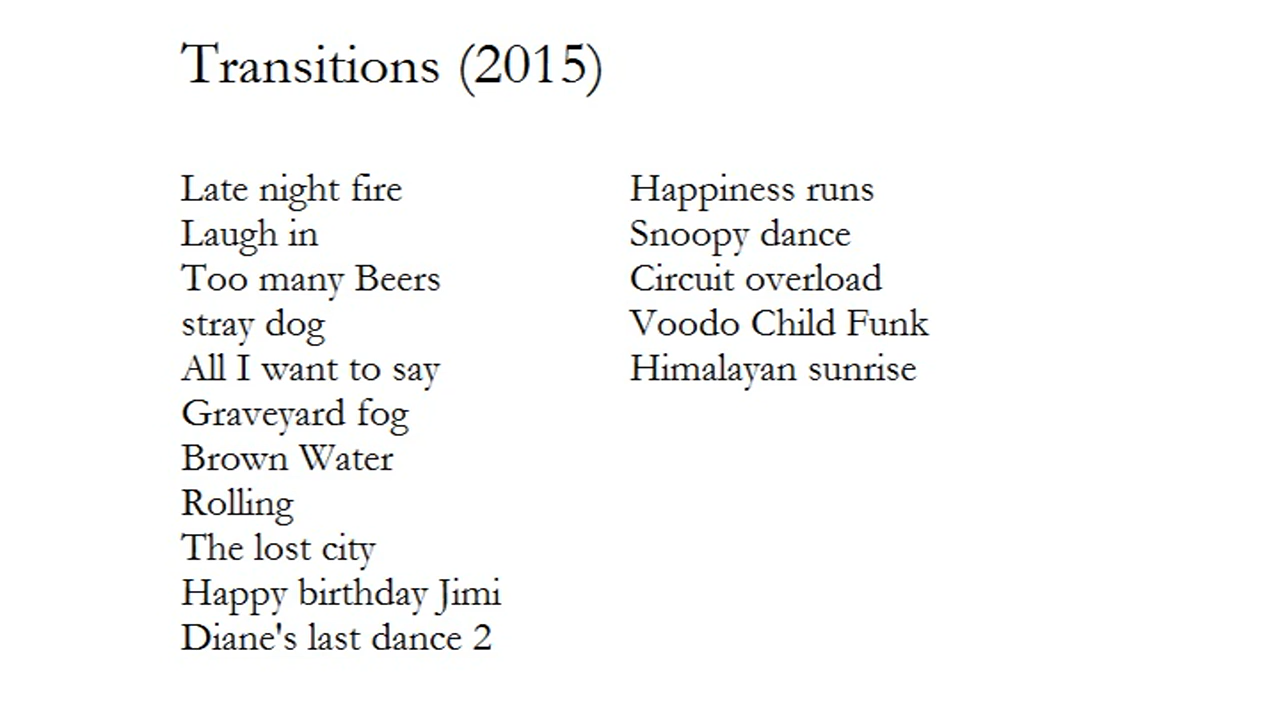 Transitions (2015)
Late night fire
Laugh in
Too many Beers
stray dog
All I want to say
Graveyard fog
Brown Water
Rolling
The lost city
Happy birthday Jimi
Diane's last dance 2
Happiness runs
Snoopy dance
Circuit overload
Voodo Child Funk
Himalayan sunrise